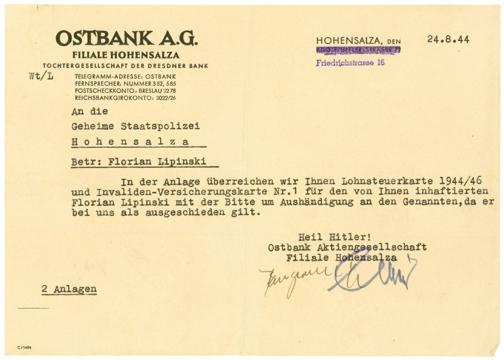 OSTBANK A.G.
FILIALE HOHENSALZA
TOCHTERGESELLSCHAFT DER DRESDNER BANK
Wt/L
TELEGRAMM-ADRESSE: OSTBANK
FERNSPRECHER: NUMMER 582, 585
POSTSCHECKKONTO: BRESLAU 2278
REICHSBANKGIROKONTO: 3022/26
HOHENSALZA, DEN 24.8.44
Friedrichstrasse 16
An die
Geheime Staatspolizei
Hohensalza
Betr: Florian Lipinski
In der Anlage überreichen wir Ihnen Lohnsteuerkarte 1944/46
und Invaliden-Versicherungskarte Nr.1 für den von Ihnen inhaftierten
Florian Lipinski mit der Bitte um Aushändigung an den Genannten, da er
bei uns als ausgeschieden gilt.
Heil Hitler!
Ostbank Aktiengesellschaft
Filiale Hohensalza
2 Anlagen